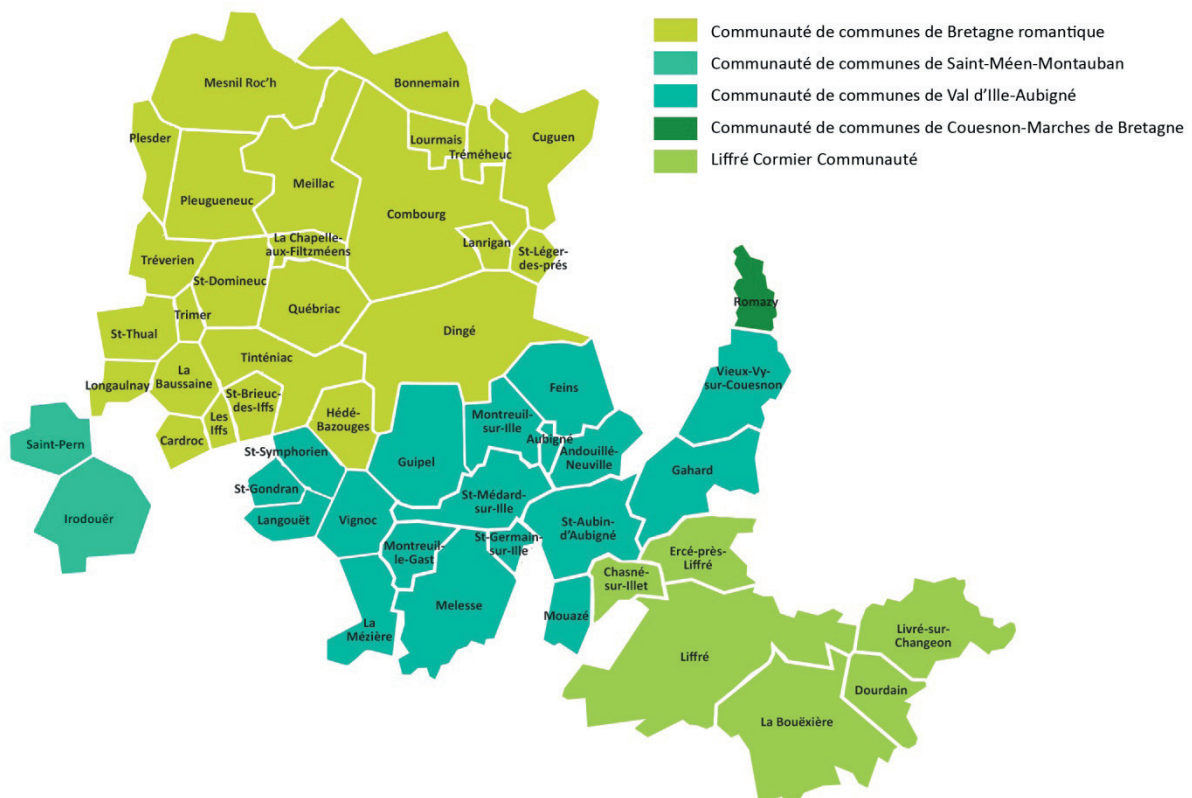 Communauté de communes de Bretagne romantique
Communauté de communes de Saint-Méen-Montauban
Communauté de communes de Val d'Ille-Aubigné
Communauté de communes de Couesnon-Marches de Bretagne
Liffré Cormier Communauté
Mesnil Roc'h
Bonnemain
Plesder
Lourmais
Tréméheuc
Cuguen
Meillac
Pleugueneuc
Combourg
La Chapelle-
aux-Filtzméens
Lanrigan
St-Léger-
des-prés
Tréverien
St-Domineuc
Québriac
Trimer
St-Thual
Dingé
Romazy
Tinténiac
La
Baussaine
Longaulnay
St-Brieuc-
des-Iffs
Hédé-
Bazouges
Les
Iffs
Cardroc
Feins
Vieux-Vy-
sur-Couesnon
Montreuil-
sur-Ille
Aubigné
Andouillé-
Neuville
Saint-Pern
St-Symphorien
Guipel
Gahard
St-Gondran
St-Médard-
sur-Ille
Irodouër
Langouët
Vignoc
St-Aubin-
d'Aubigné
Montreuil-
le-Gast
St-Germain-
sur-Ille
Ercé-près-
Liffré
Chasné-
sur-Illet
Melesse
Mouazé
La
Mézière
Livré-sur-
Changeon
Liffré
Dourdain
La Bouëxière